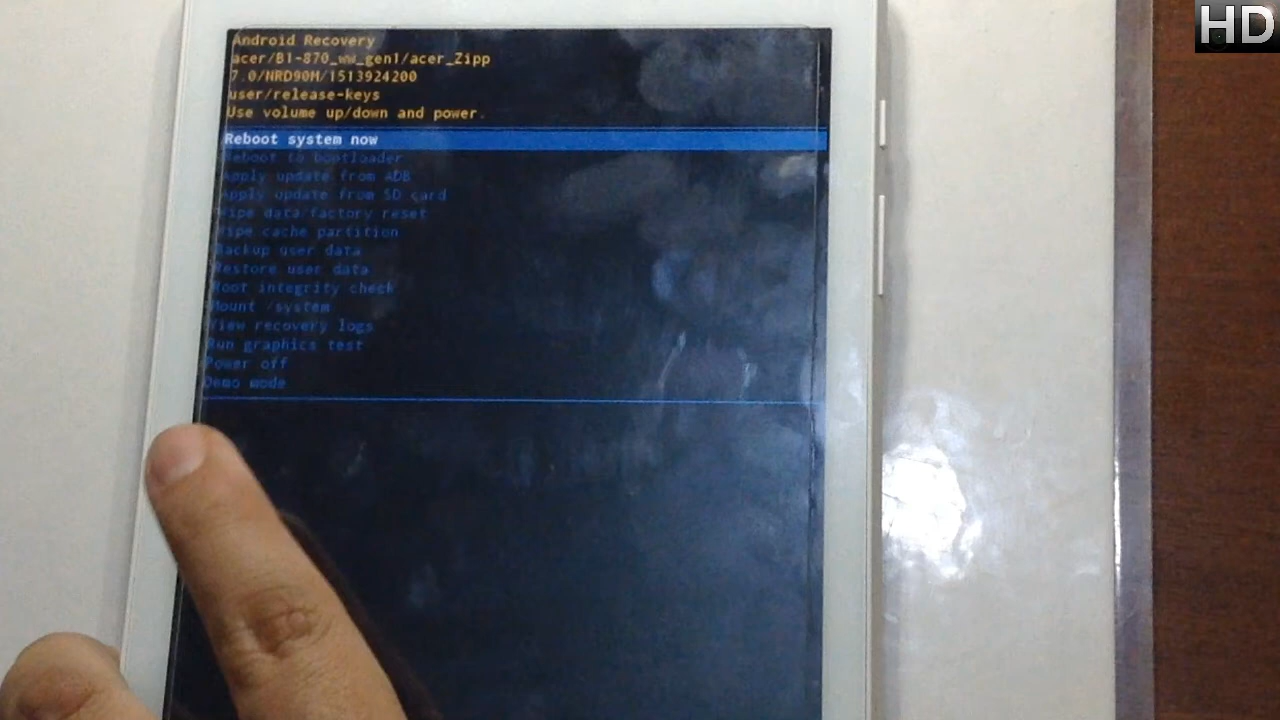 HD
Android Recovery
acer/B1-870_ww_gen1/acer_Zipp
7.0/NRD90M/1513924200
user/release-keys
Use volume up/down and power.
Reboot system now
Reboot to bootloader
Apply update from ADB
Apply update from SD card
Wipe data/factory reset
Wipe cache partition
Backup user data
Restore user data
Root integrity check
Mount /system
View recovery logs
Run graphics test
Power off
Demo mode